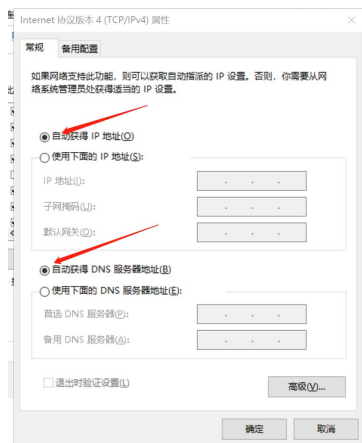 Internet 协议版本 4 (TCP/IPv4) 属性
常规 备用配置
如果网络支持此功能，则可以获取自动指派的 IP 设置。否则，你需要从网
络系统管理员处获得适当的 IP 设置。
自动获得 IP 地址(O)
使用下面的 IP 地址(S):
IP 地址(I):
子网掩码(U):
默认网关(D):
自动获得 DNS 服务器地址(B)
使用下面的 DNS 服务器地址(E):
首选 DNS 服务器(P):
备用 DNS 服务器(A):
退出时验证设置(L)
高级(V)...
确定 取消